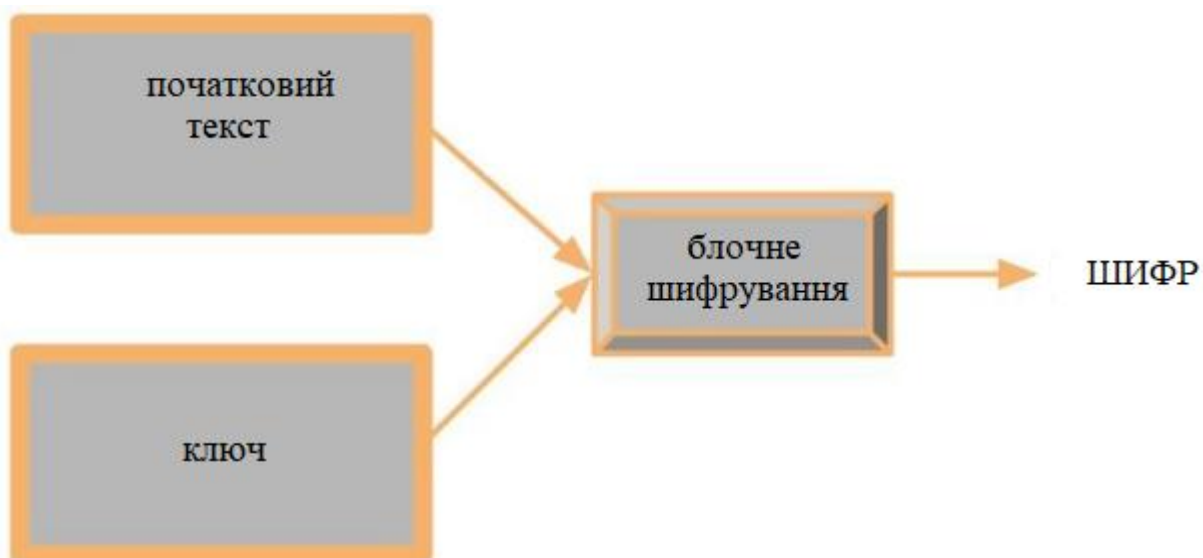 початковий
текст
блочне
шифрування
ШИФР
ключ